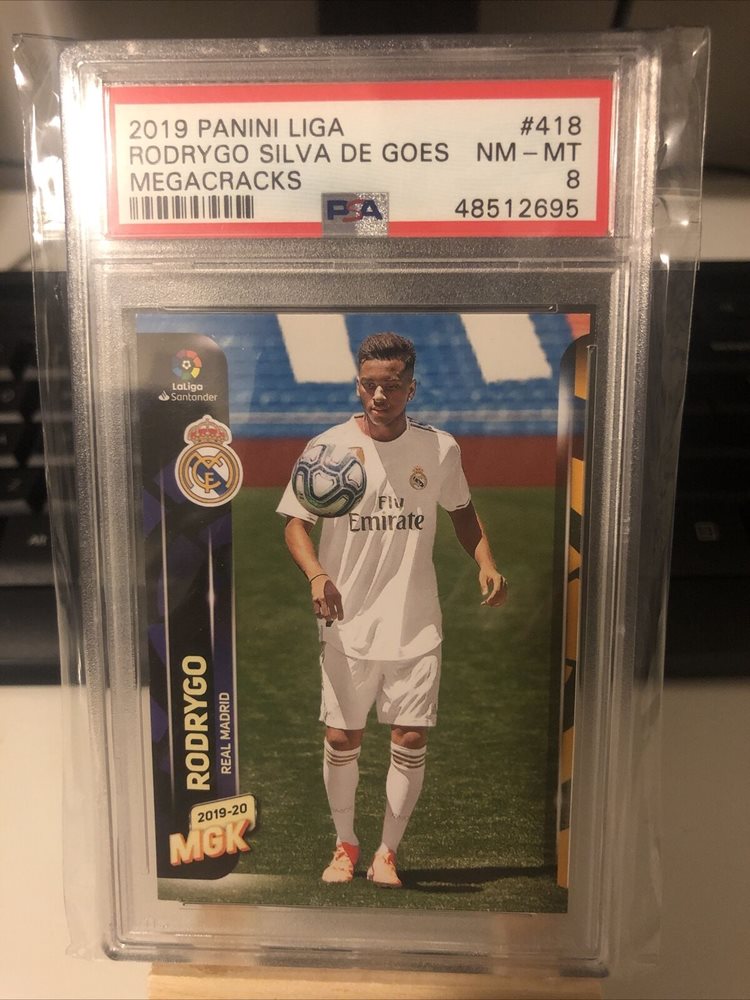 2019 PANINI LIGA #418
RODRYGO SILVA DE GOES NM - MT
MEGACRACKS 8
PSA 48512695
LaLiga
Santander
Fly
Emirate
RODRYGO
REAL MADRID
2019-20
MGK